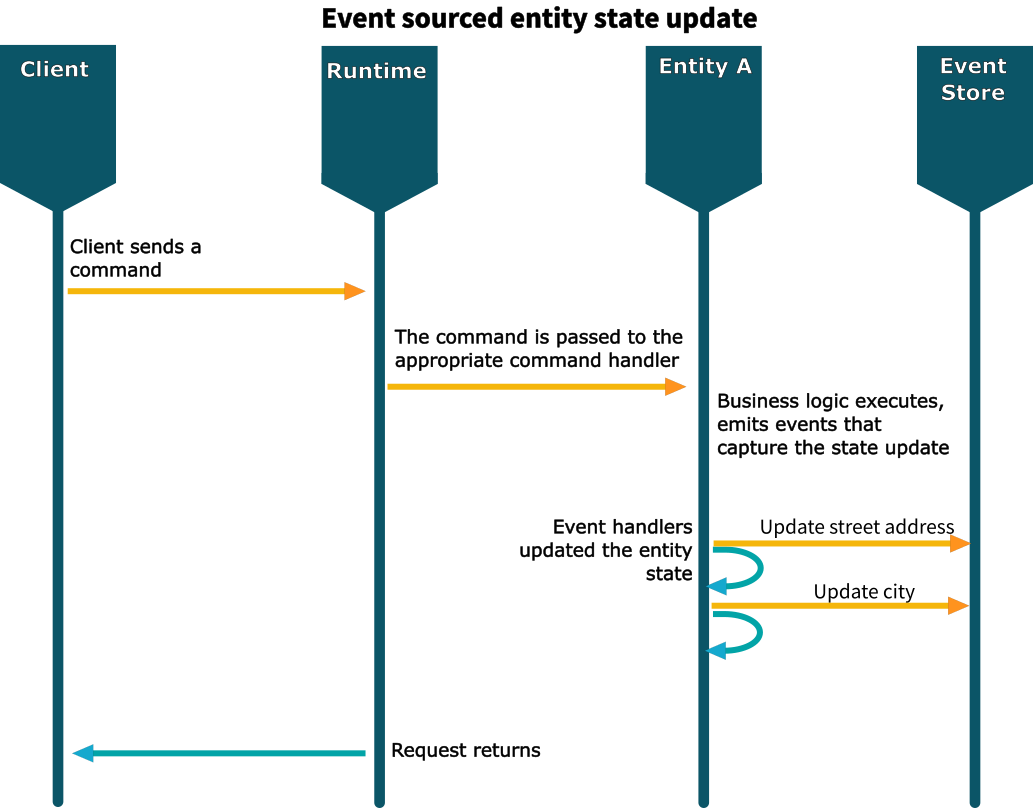 Event sourced entity state update
Client
Runtime
Entity A
Event
Store
Client sends a
command
The command is passed to the
appropriate command handler
Business logic executes,
emits events that
capture the state update
Event handlers
updated the entity
state
Update street address
Update city
Request returns